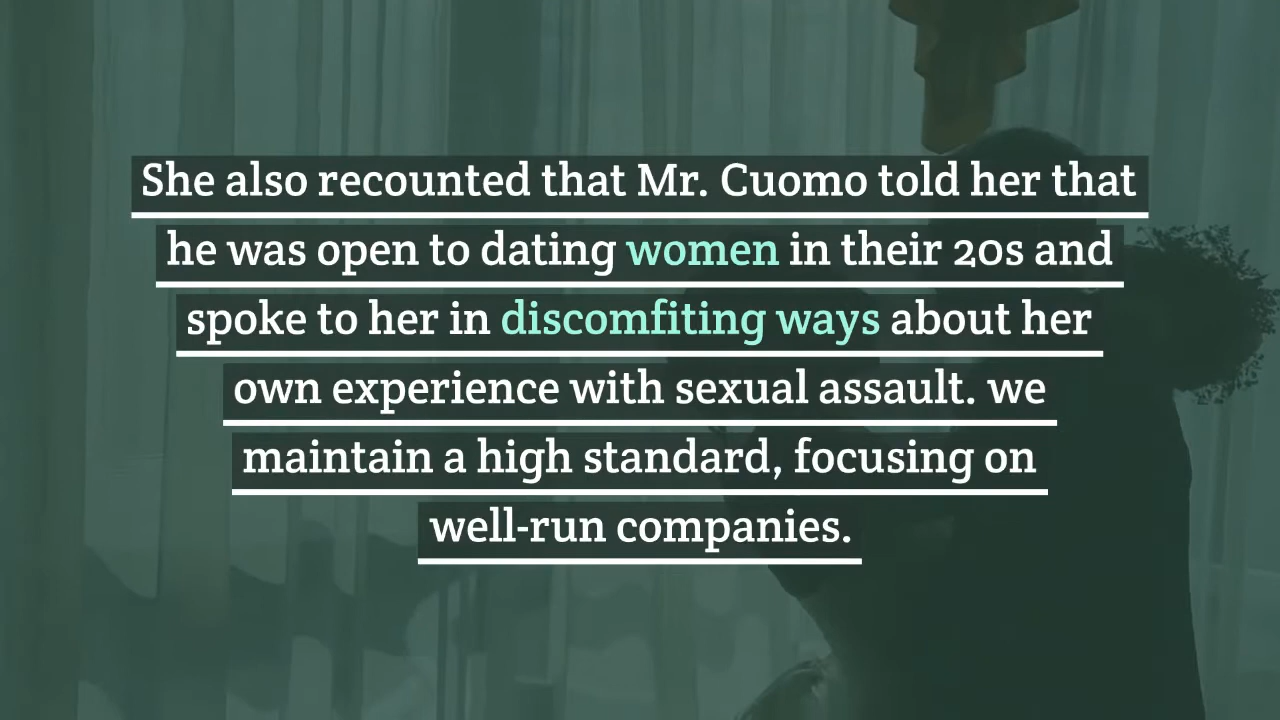 She also recounted that Mr. Cuomo told her that
he was open to dating women in their 20s and
spoke to her in discomfiting ways about her
own experience with sexual assault. we
maintain a high standard, focusing on
well-run companies.